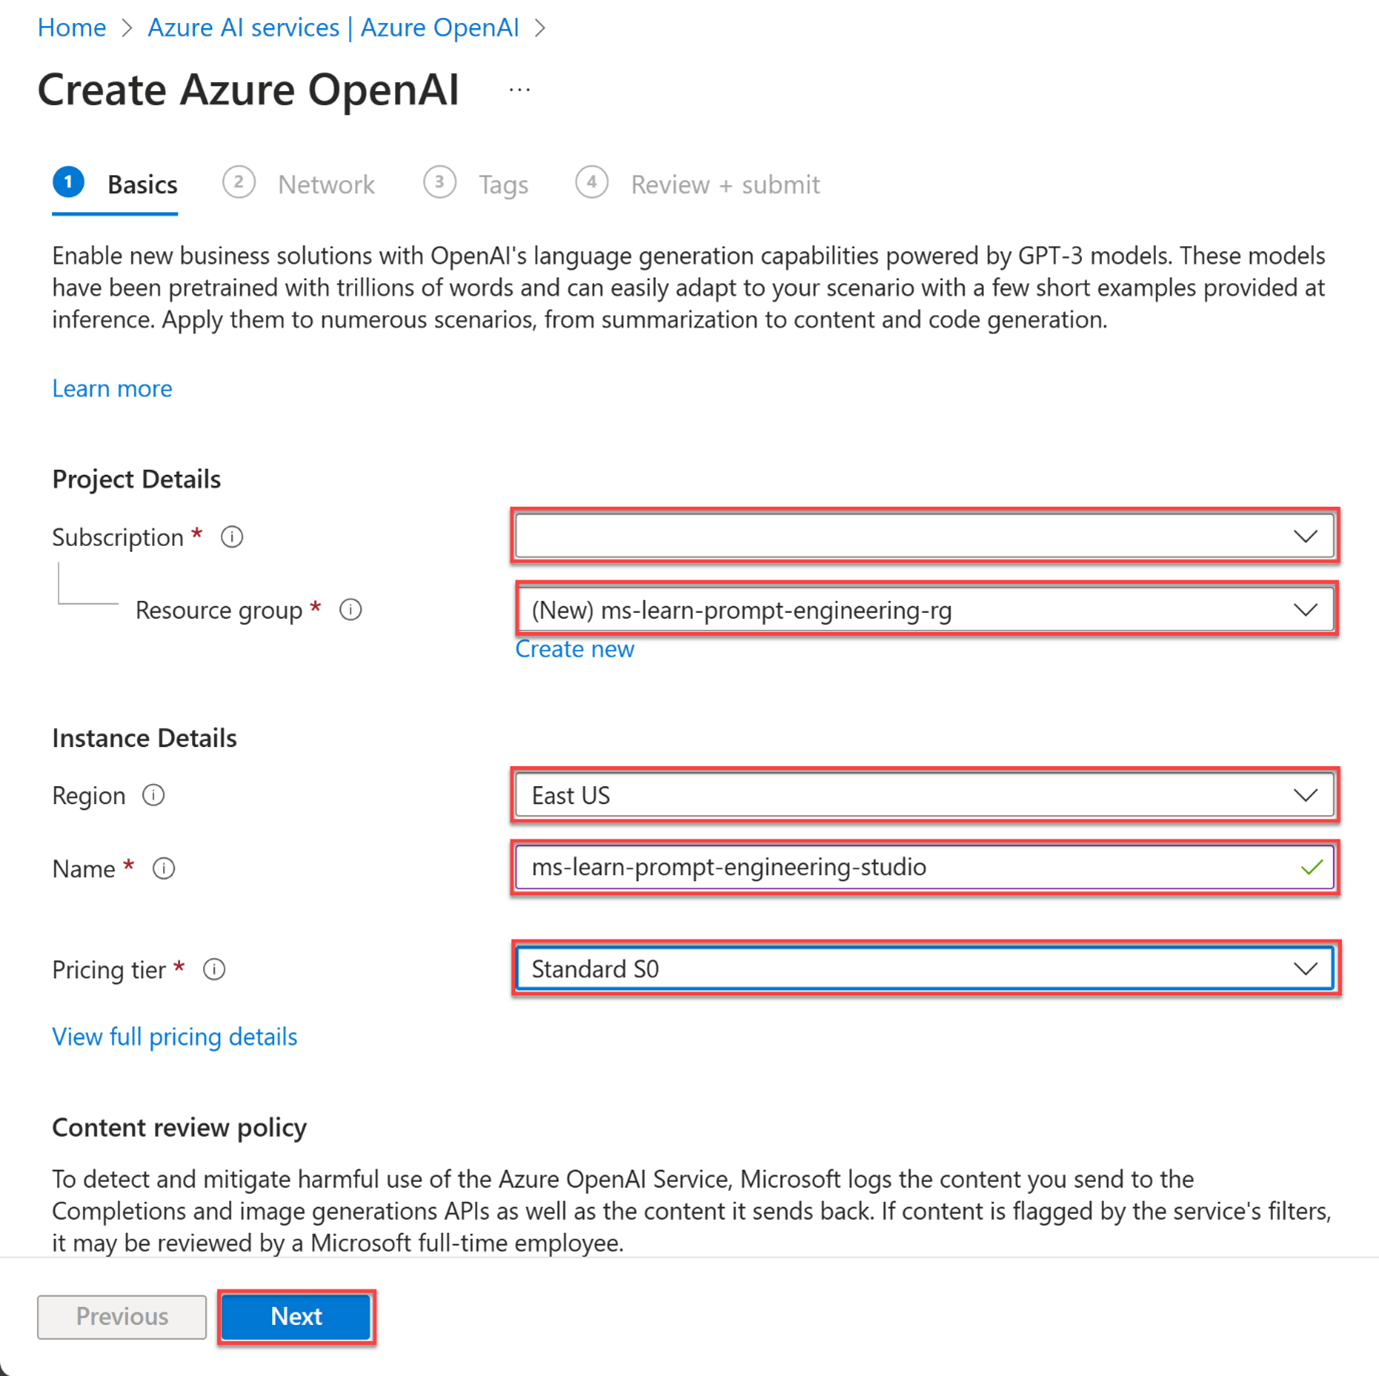 Home > Azure AI services | Azure OpenAI >
Create Azure OpenAI ...
1 Basics 2 Network 3 Tags 4 Review + submit
Enable new business solutions with OpenAI's language generation capabilities powered by GPT-3 models. These models
have been pretrained with trillions of words and can easily adapt to your scenario with a few short examples provided at
inference. Apply them to numerous scenarios, from summarization to content and code generation.
Learn more
Project Details
Subscription *
Resource group * (New) ms-learn-prompt-engineering-rg
Create new
Instance Details
Region East US
Name * ms-learn-prompt-engineering-studio
Pricing tier * Standard S0
View full pricing details
Content review policy
To detect and mitigate harmful use of the Azure OpenAI Service, Microsoft logs the content you send to the
Completions and image generations APIs as well as the content it sends back. If content is flagged by the service's filters,
it may be reviewed by a Microsoft full-time employee.
Previous Next